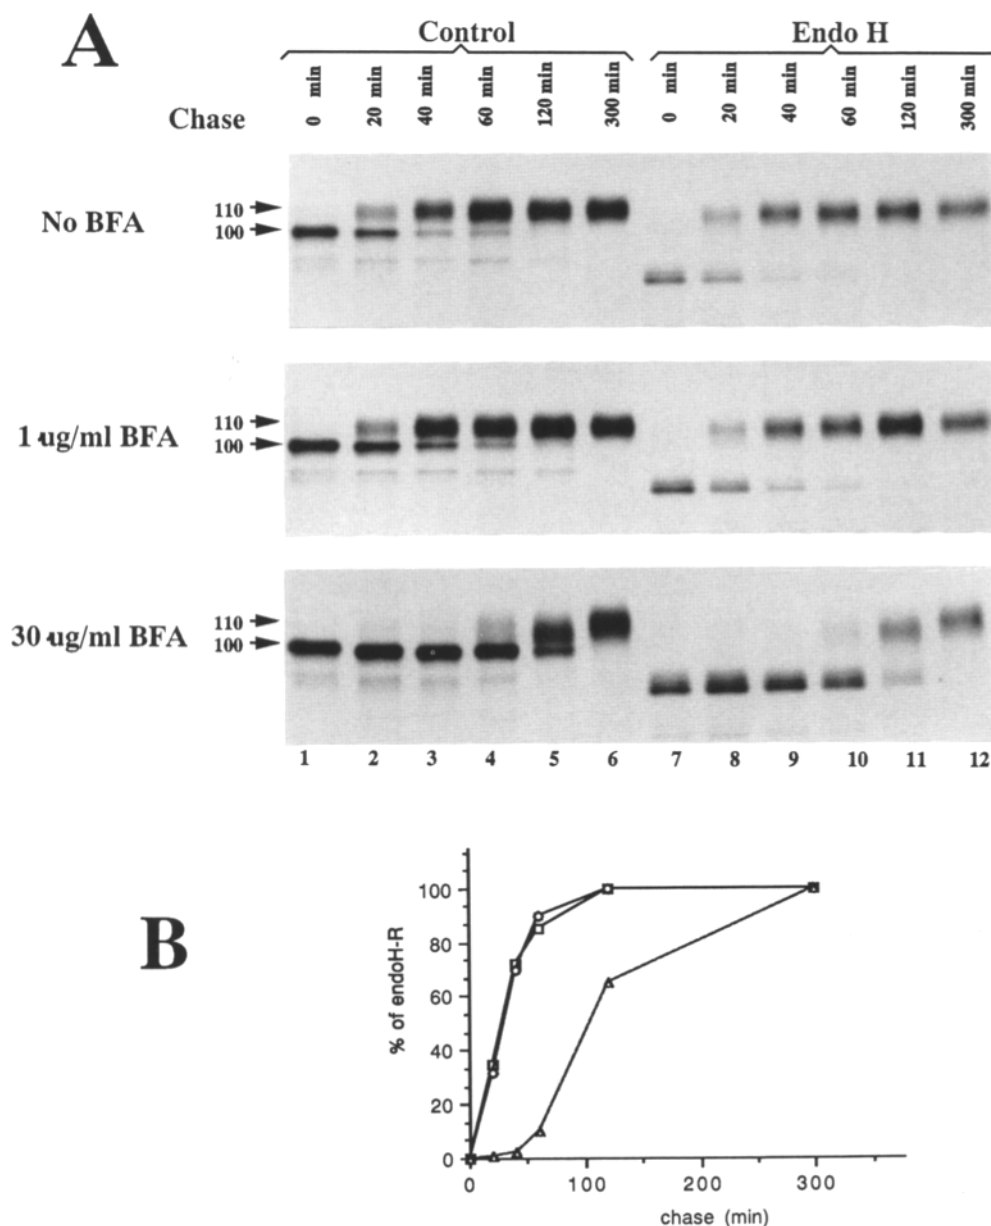 A
Control Endo H
Chase 0 min 20 min 40 min 60 min 120 min 300 min 0 min 20 min 40 min 60 min 120 min 300 min
No BFA 110
100
1 ug/ml BFA 110
100
30 ug/ml BFA 110
100
1 2 3 4 5 6 7 8 9 10 11 12
B
% of endoH-R
100
80
60
40
20
0
0 100 200 300
chase (min)